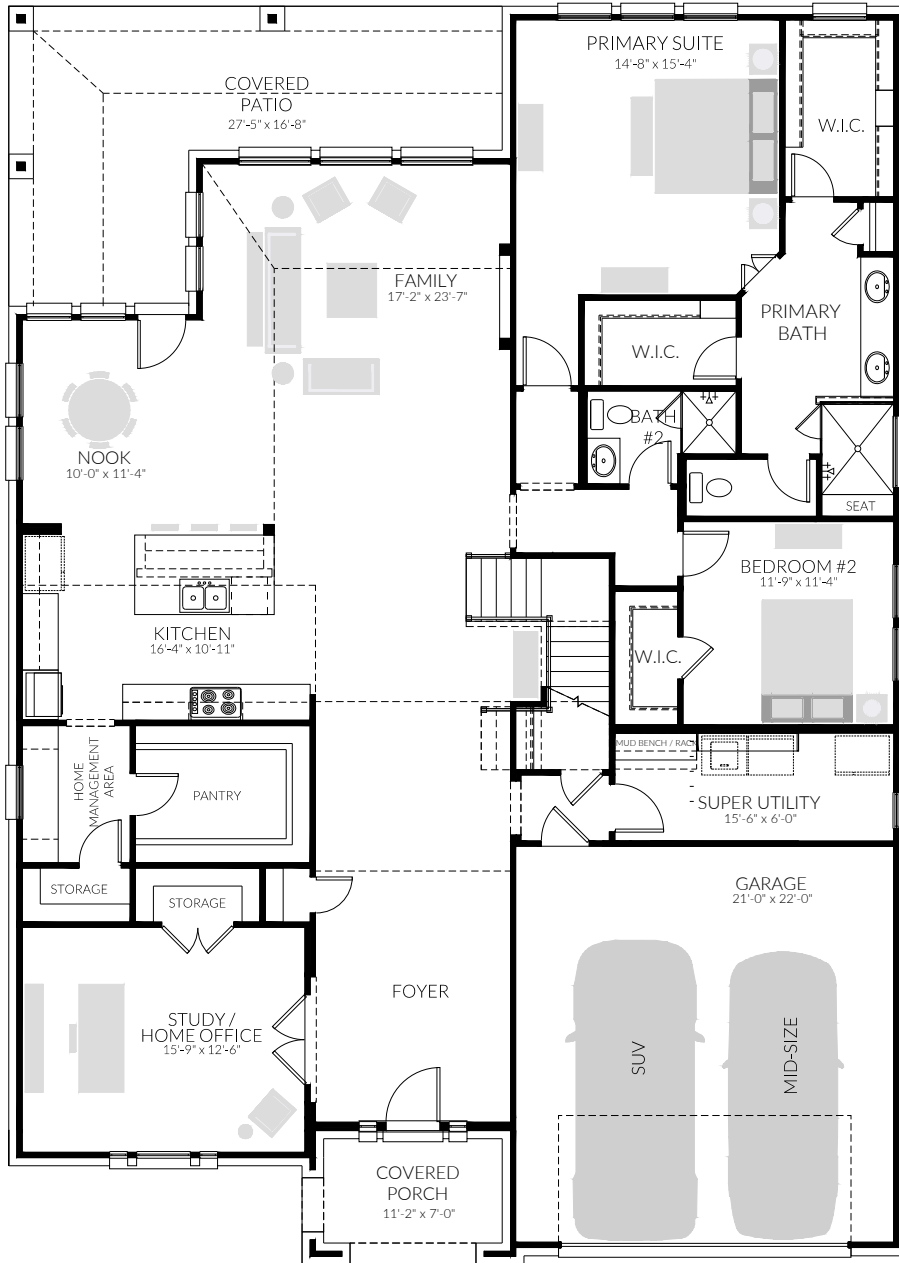 PRIMARY SUITE
14'-8" x 15'-4"
COVERED
PATIO
27'-5" x 16'-8"
W.I.C.
FAMILY
17'-2" x 23'-7"
PRIMARY
BATH
W.I.C.
BATH
#2
NOOK
10'-0" x 11'-4"
SEAT
BEDROOM #2
11'-9" x 11'-4"
KITCHEN
16'-4" x 10'-11"
W.I.C.
MUD BENCH / RACK
HOME
MANAGEMENT
AREA
PANTRY
SUPER UTILITY
15'-6" x 6'-0"
STORAGE
STORAGE
GARAGE
21'-0" x 22'-0"
FOYER
STUDY /
HOME OFFICE
15'-9" x 12'-6"
SUV
MID-SIZE
COVERED
PORCH
11'-2" x 7'-0"